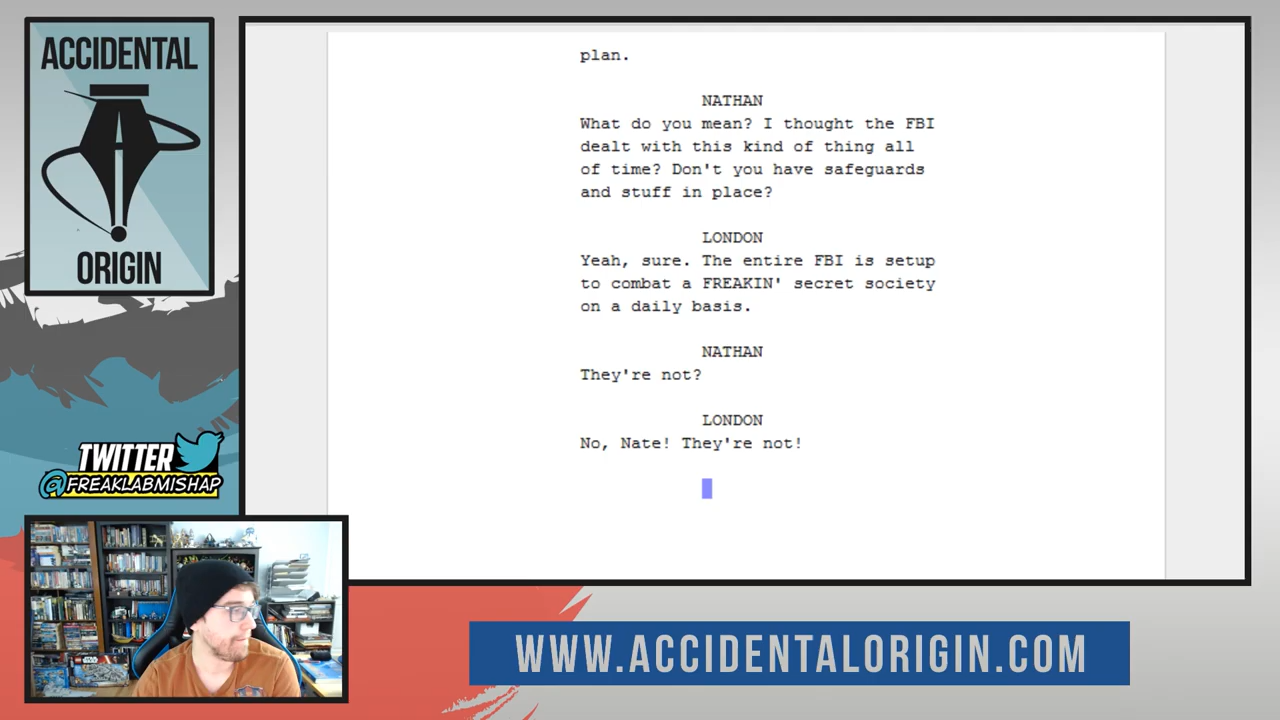 ACCIDENTAL
ORIGIN
plan.
NATHAN
What do you mean? I thought the FBI
dealt with this kind of thing all
of time? Don't you have safeguards
and stuff in place?
LONDON
Yeah, sure. The entire FBI is setup
to combat a FREAKIN' secret society
on a daily basis.
NATHAN
They're not?
LONDON
No, Nate! They're not!
TWITTER
@FREAKLABMISHAP
WWW.ACCIDENTALORIGIN.COM